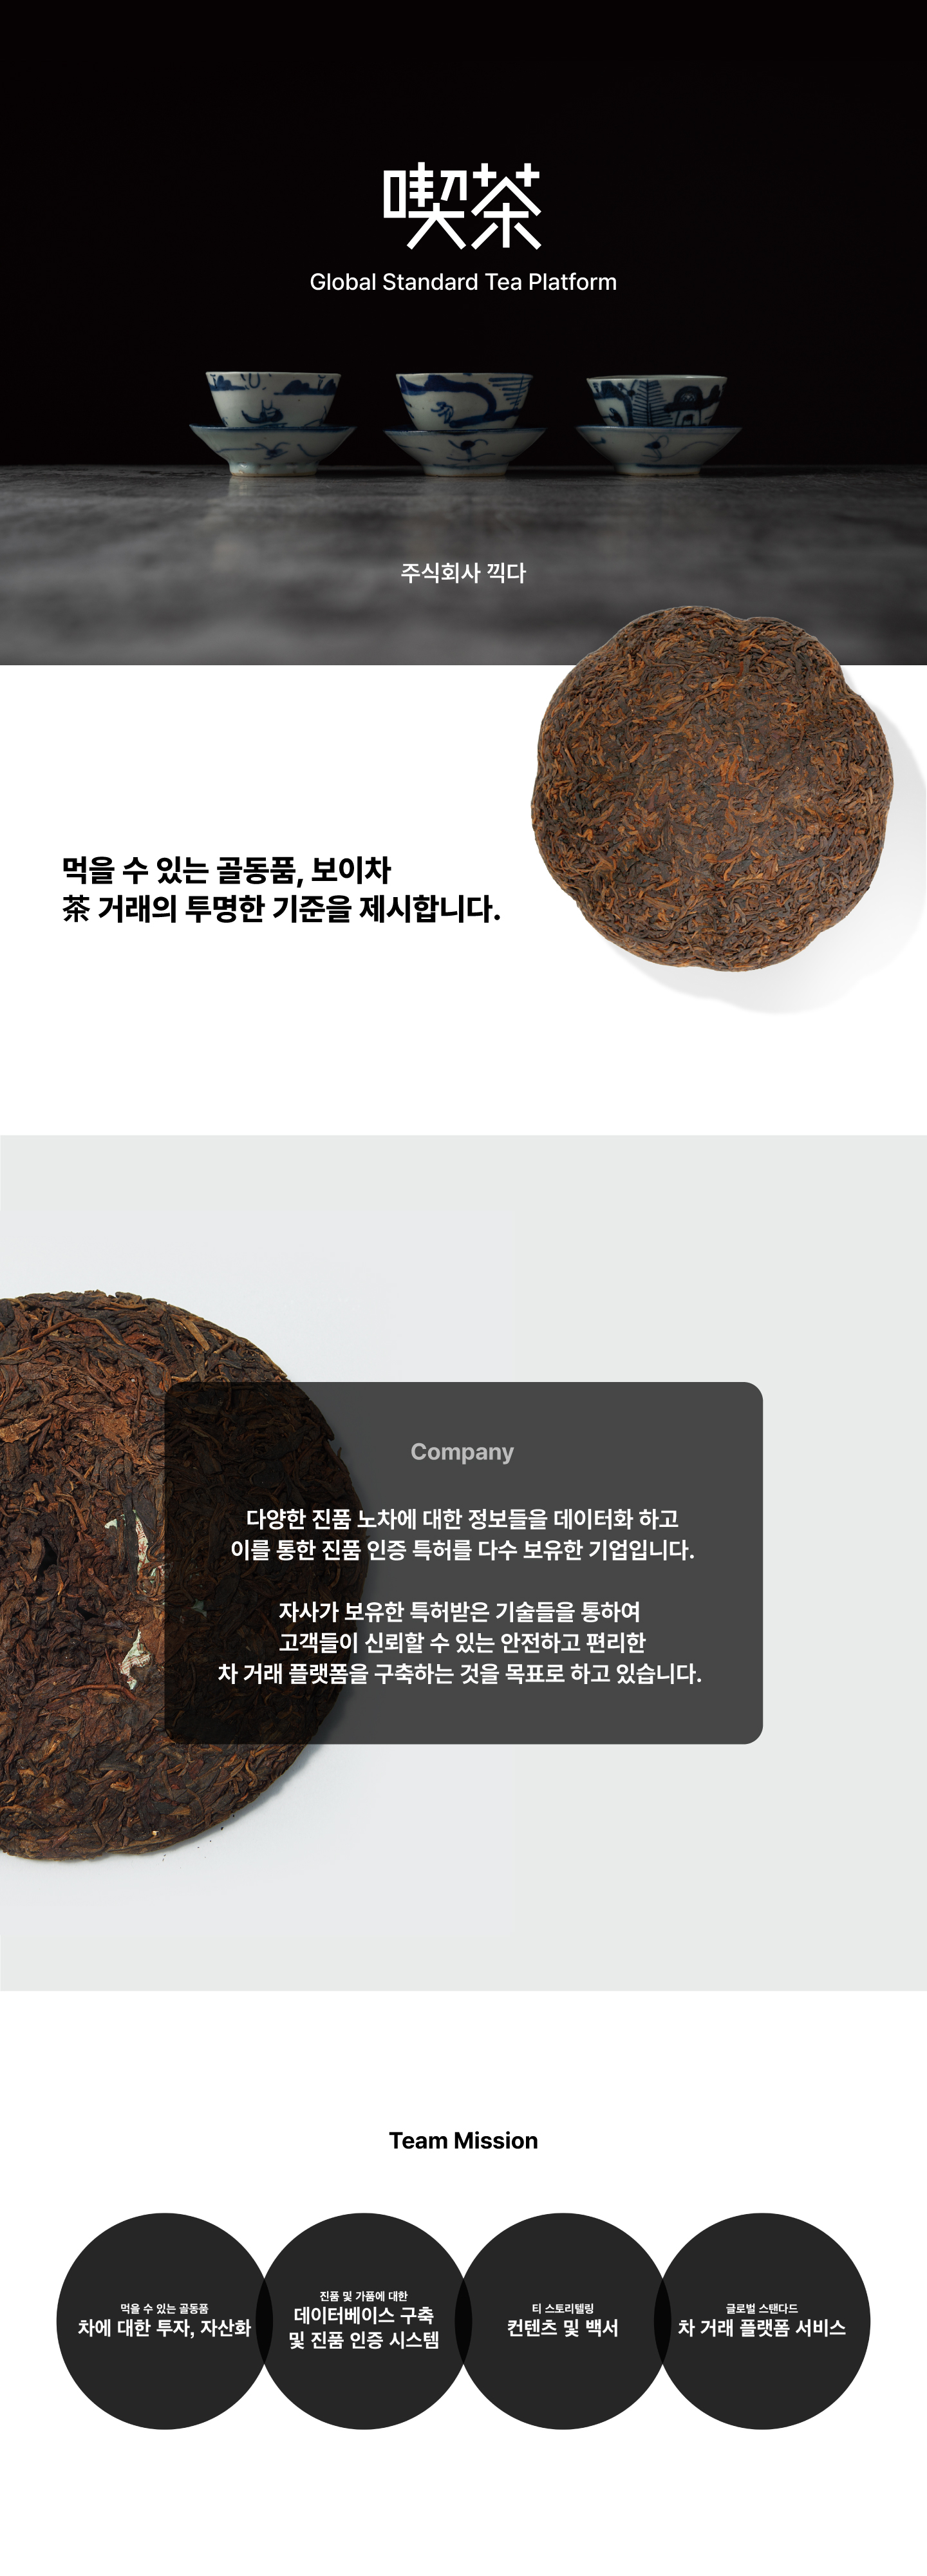 喫茶
Global Standard Tea Platform
주식회사 끽다
먹을 수 있는 골동품, 보이차
茶 거래의 투명한 기준을 제시합니다.
Company
다양한 진품 노차에 대한 정보들을 데이터화 하고
이를 통한 진품 인증 특허를 다수 보유한 기업입니다.
자사가 보유한 특허받은 기술들을 통하여
고객들이 신뢰할 수 있는 안전하고 편리한
차 거래 플랫폼을 구축하는 것을 목표로 하고 있습니다.
Team Mission
먹을 수 있는 골동품
차에 대한 투자, 자산화
진품 및 가품에 대한
데이터베이스 구축
및 진품 인증 시스템
티 스토리텔링
컨텐츠 및 백서
글로벌 스탠다드
차 거래 플랫폼 서비스